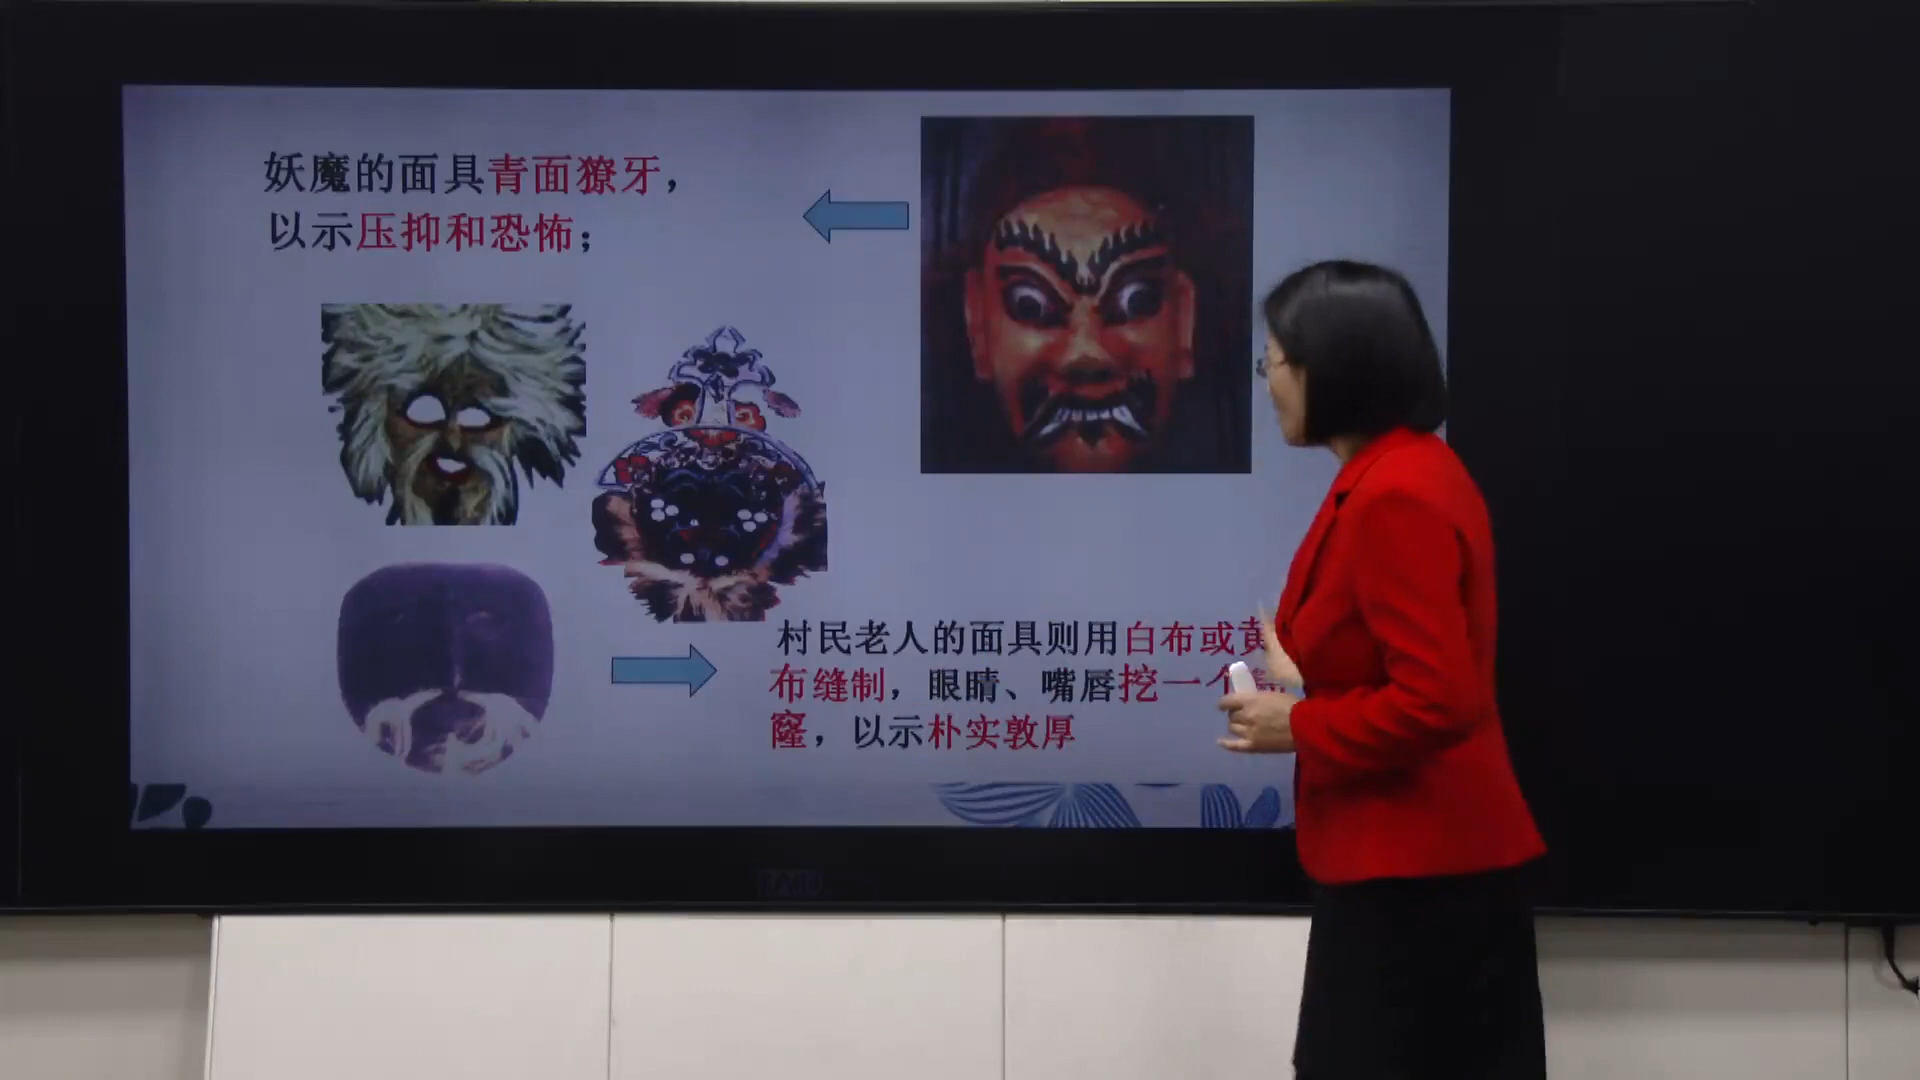 妖魔的面具青面獠牙，
以示压抑和恐怖；
村民老人的面具则用白布或黄
布缝制，眼睛、嘴唇挖一个
窿，以示朴实敦厚